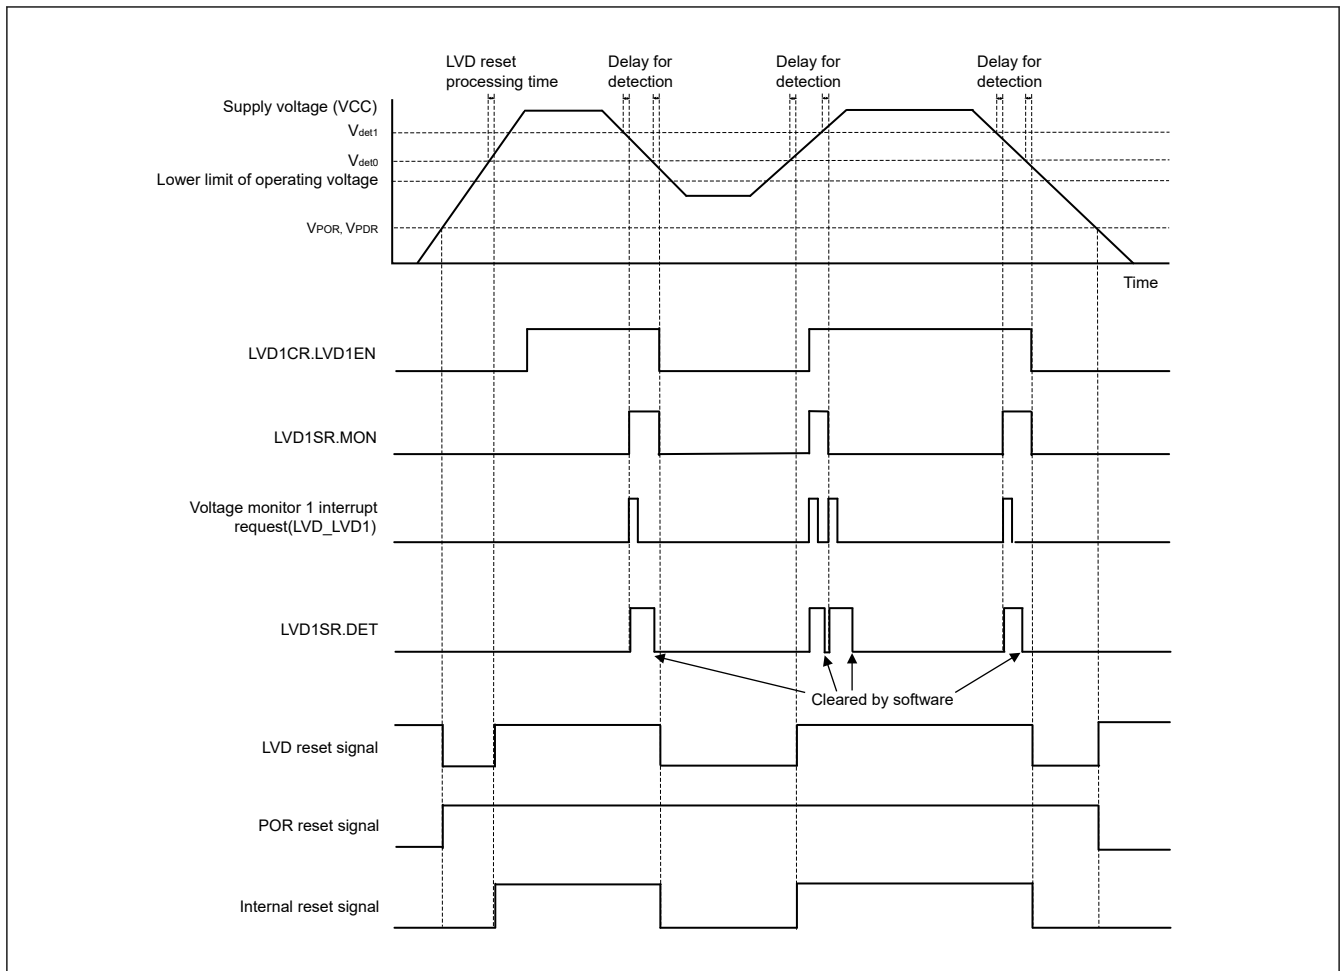 LVD reset
processing time
Delay for
detection
Delay for
detection
Delay for
detection
Supply voltage (VCC)
Vdet1
Vdet0
Lower limit of operating voltage
VPOR, VPDR
Time
LVD1CR.LVD1EN
LVD1SR.MON
Voltage monitor 1 interrupt
request(LVD_LVD1)
LVD1SR.DET
Cleared by software
LVD reset signal
POR reset signal
Internal reset signal